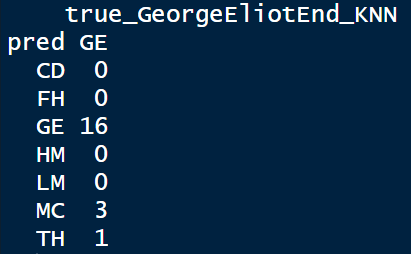 true_GeorgeEliotEnd_KNN
pred GE
CD 0
FH 0
GE 16
HM 0
LM 0
MC 3
TH 1